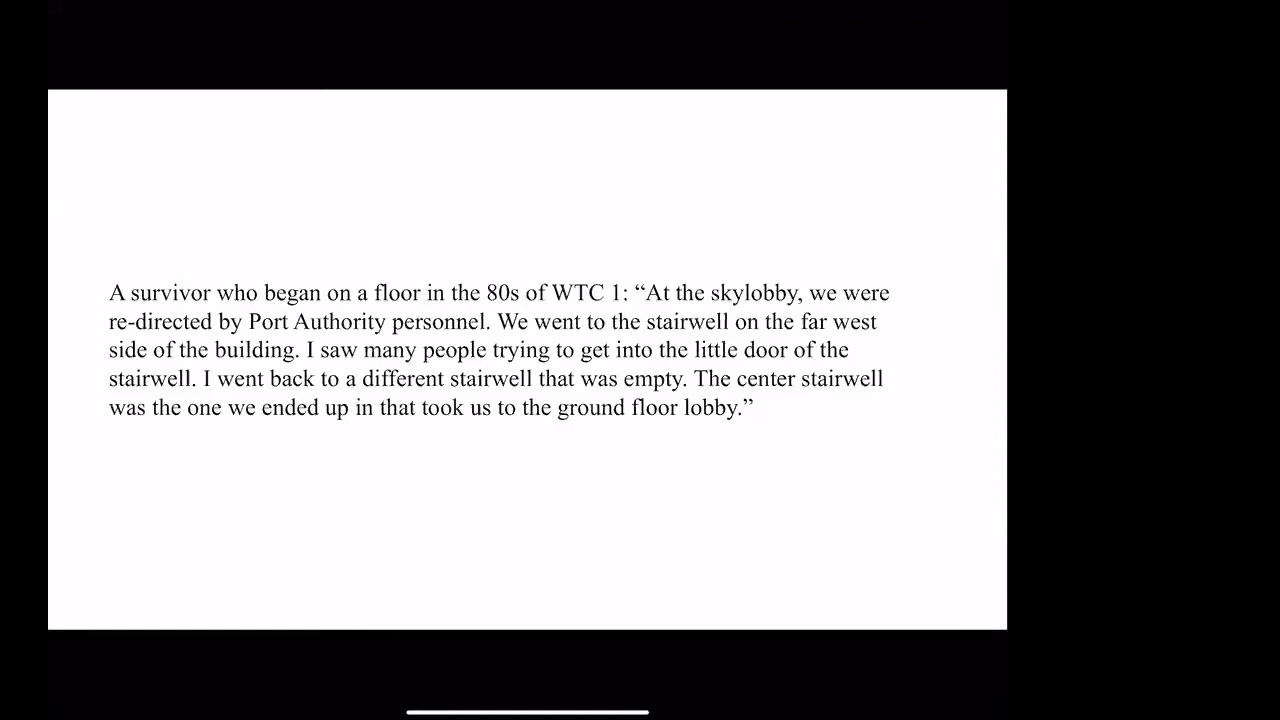 A survivor who began on a floor in the 80s of WTC 1: “At the skylobby, we were
re-directed by Port Authority personnel. We went to the stairwell on the far west
side of the building. I saw many people trying to get into the little door of the
stairwell. I went back to a different stairwell that was empty. The center stairwell
was the one we ended up in that took us to the ground floor lobby.”